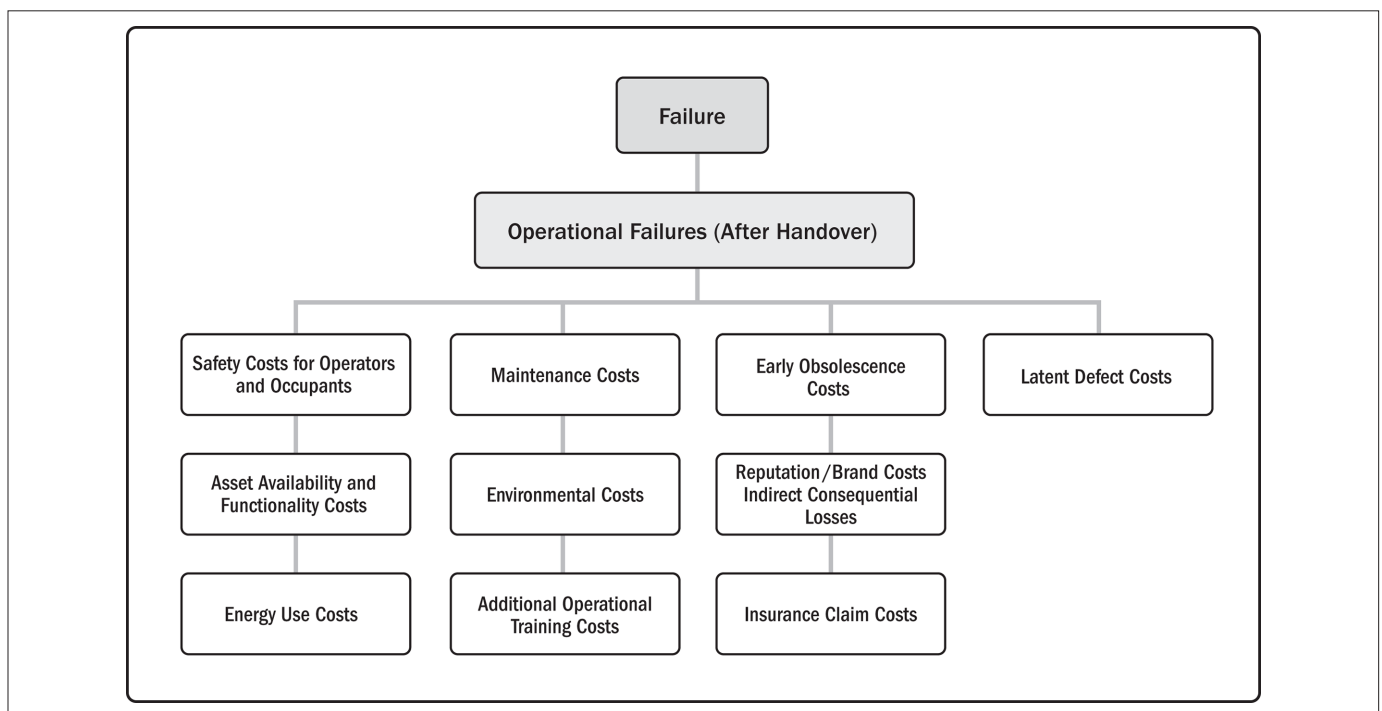 Failure
Operational Failures (After Handover)
Safety Costs for Operators
and Occupants
Maintenance Costs
Early Obsolescence
Costs
Latent Defect Costs
Asset Availability and
Functionality Costs
Environmental Costs
Reputation/Brand Costs
Indirect Consequential
Losses
Energy Use Costs
Additional Operational
Training Costs
Insurance Claim Costs